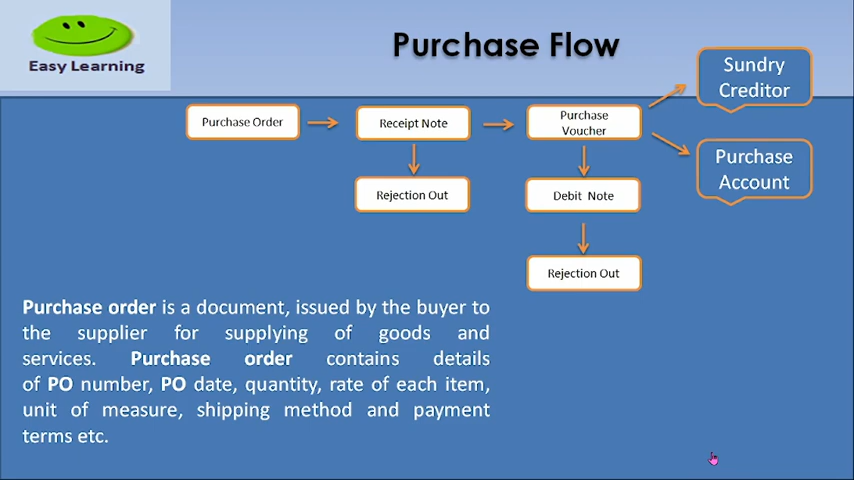 Easy Learning
Purchase Flow
Sundry
Creditor
Purchase Order
Receipt Note
Purchase
Voucher
Purchase
Account
Rejection Out
Debit Note
Rejection Out
Purchase order is a document, issued by the buyer to
the supplier for supplying of goods and
services. Purchase order contains details
of PO number, PO date, quantity, rate of each item,
unit of measure, shipping method and payment
terms etc.